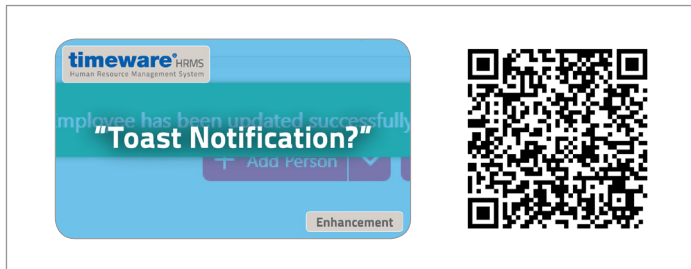 timeware® HRMS
Human Resource Management System
mployee has been updated successfully
"Toast Notification?"
+ Add Person
Enhancement